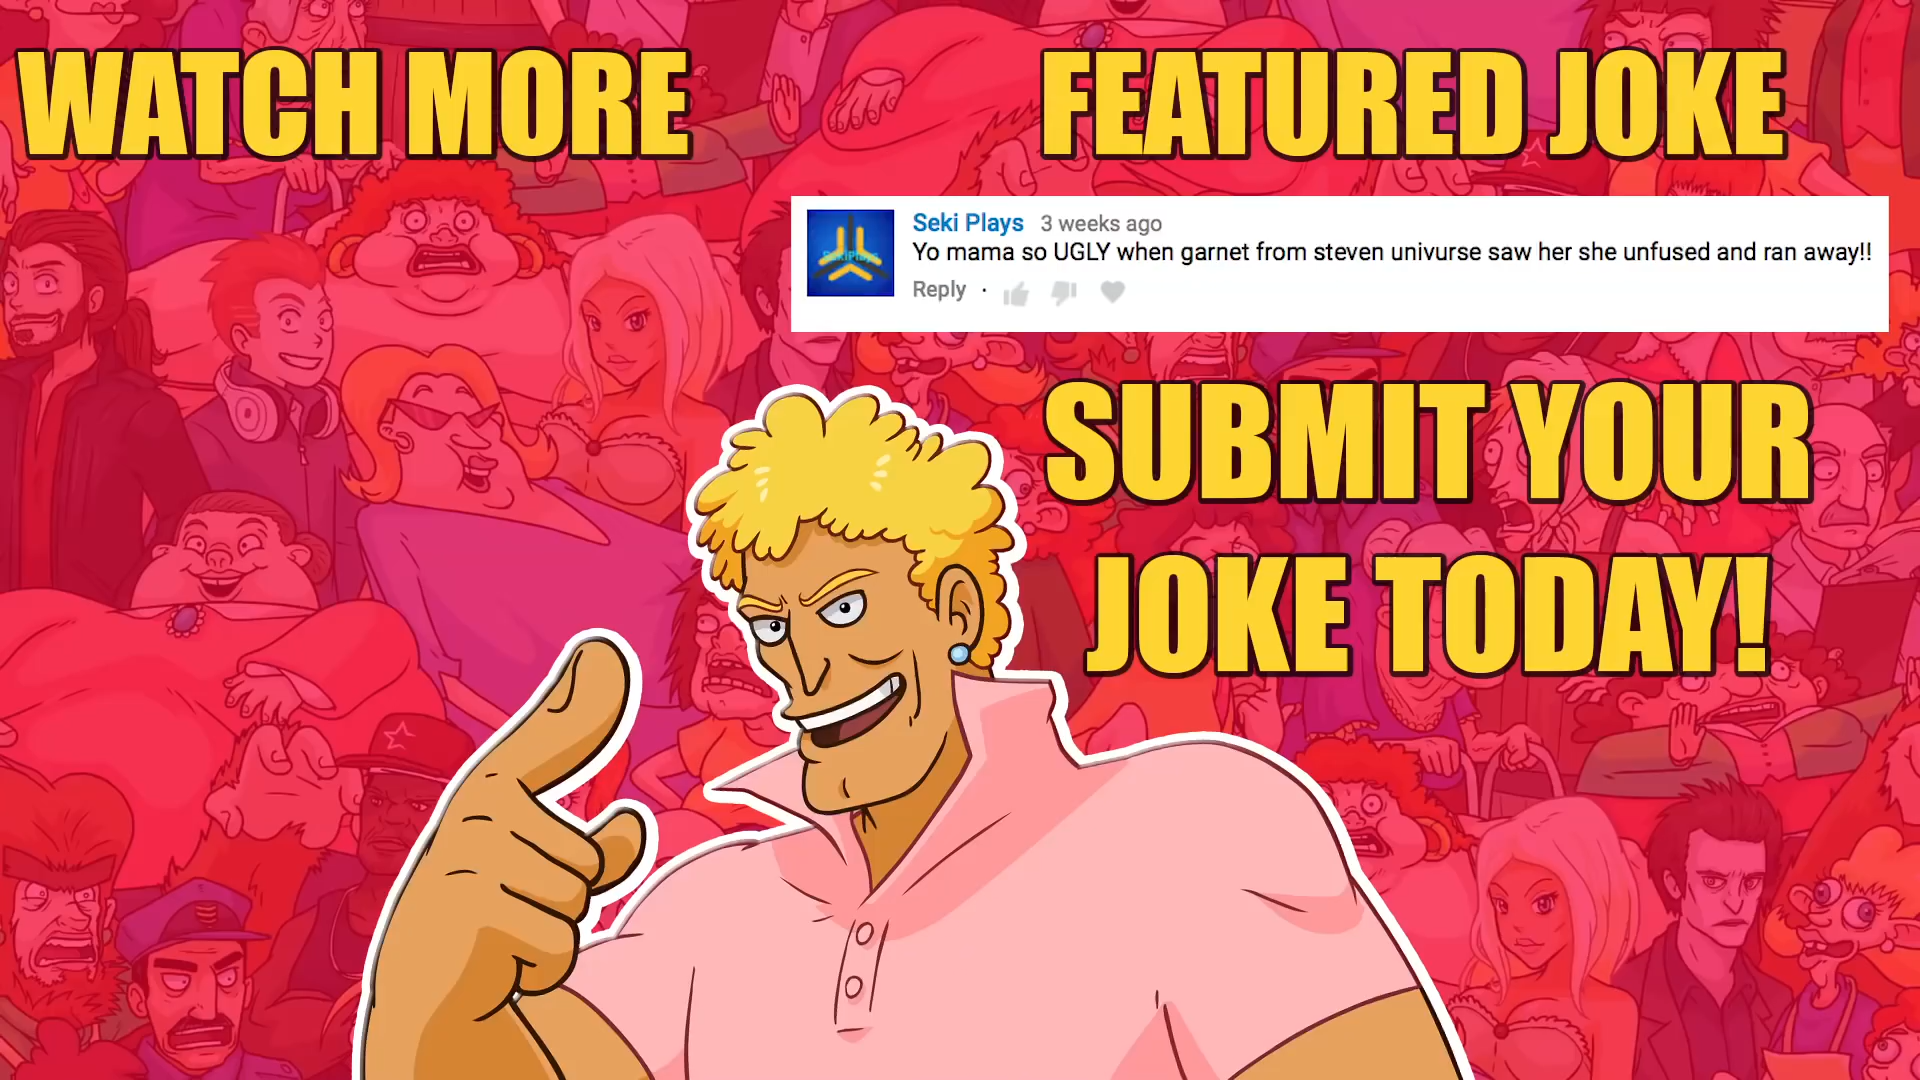 WATCH MORE
FEATURED JOKE
Seki Plays 3 weeks ago
Yo mama so UGLY when garnet from steven univurse saw her she unfused and ran away!!
Reply ·
SUBMIT YOUR
JOKE TODAY!